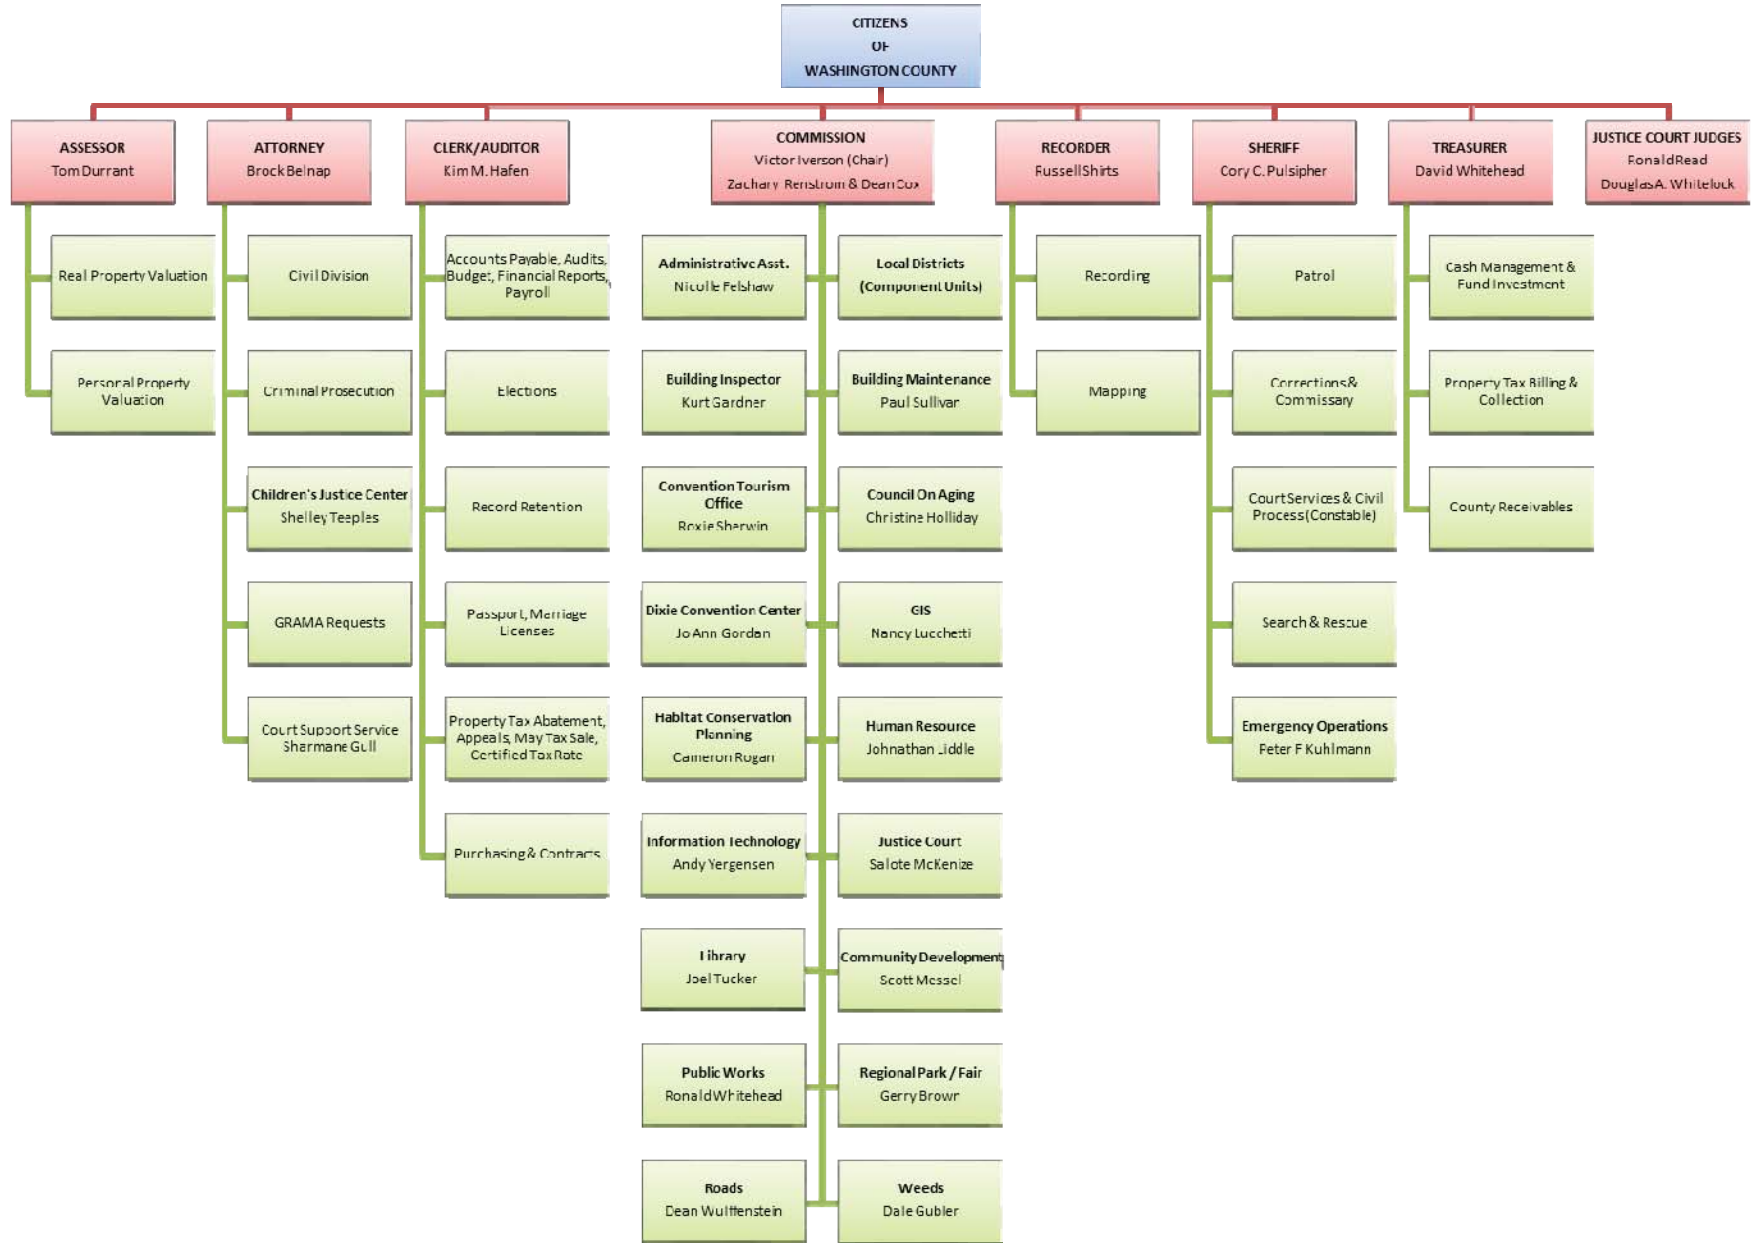 CITIZENS
OF
WASHINGTON COUNTY
ASSESSOR
Tom Durrant
ATTORNEY
Brock Belnap
CLERK/AUDITOR
Kim M. Hafen
COMMISSION
Victor Iverson (Chair)
Zachary Renstrom & Dean Cox
RECORDER
Russell Shirts
SHERIFF
Cory C. Pulsipher
TREASURER
David Whitehead
JUSTICE COURT JUDGES
Ronald Read
Douglas A. Whitelock
Real Property Valuation
Personal Property
Valuation
Civil Division
Criminal Prosecution
Children's Justice Center
Shelley Teeples
GRAMA Requests
Court Support Service
Sharmane Gull
Accounts Payable, Audits,
Budget, Financial Reports,
Payroll
Elections
Record Retention
Passport, Marriage
Licenses
Property Tax Abatement,
Appeals, May Tax Sale,
Certified Tax Rate
Purchasing & Contracts
Administrative Asst.
Nicolle Felshaw
Local Districts
(Component Units)
Building Inspector
Kurt Gardner
Building Maintenance
Paul Sullivan
Convention Tourism
Office
Roxie Sherwin
Council On Aging
Christine Holliday
Dixie Convention Center
Jo Ann Gordan
GIS
Nancy Lucchetti
Habitat Conservation
Planning
Cameron Rogan
Human Resource
Johnathan Liddle
Information Technology
Andy Yergensen
Justice Court
Salote McKenize
Library
Joel Tucker
Community Development
Scott Messel
Public Works
Ronald Whitehead
Regional Park / Fair
Gerry Brown
Roads
Dean Wulffenstein
Weeds
Dale Gubler
Recording
Mapping
Patrol
Corrections &
Commissary
Court Services & Civil
Process (Constable)
Search & Rescue
Emergency Operations
Peter F Kuhlmann
Cash Management &
Fund Investment
Property Tax Billing &
Collection
County Receivables